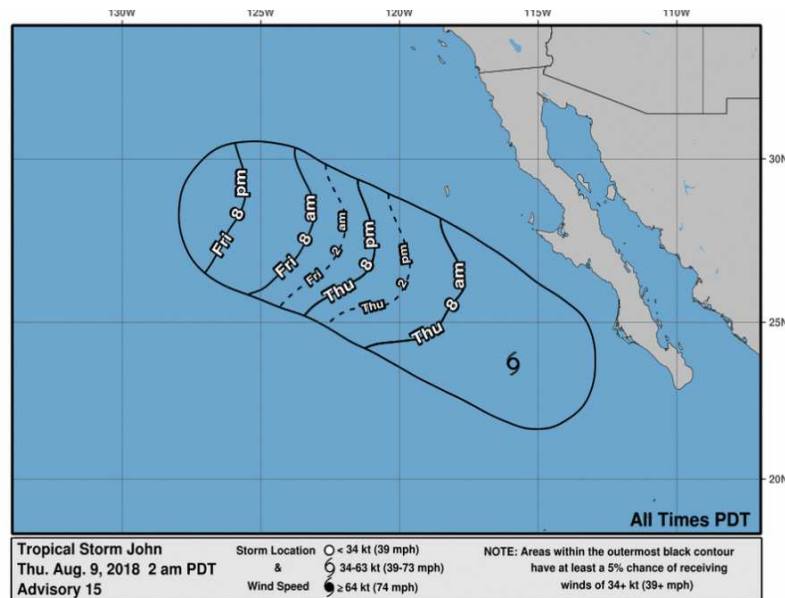 130W 125W 120W 115W 110W
30N
25N
20N
Fri 8 pm
Fri 8 am
Fri 2 am
Thu 8 pm
Thu 2 pm
Thu 8 am
All Times PDT
Tropical Storm John
Thu. Aug. 9, 2018 2 am PDT
Advisory 15
Storm Location
&
Wind Speed
< 34 kt (39 mph)
34-63 kt (39-73 mph)
≥ 64 kt (74 mph)
NOTE: Areas within the outermost black contour
have at least a 5% chance of receiving
winds of 34+ kt (39+ mph)